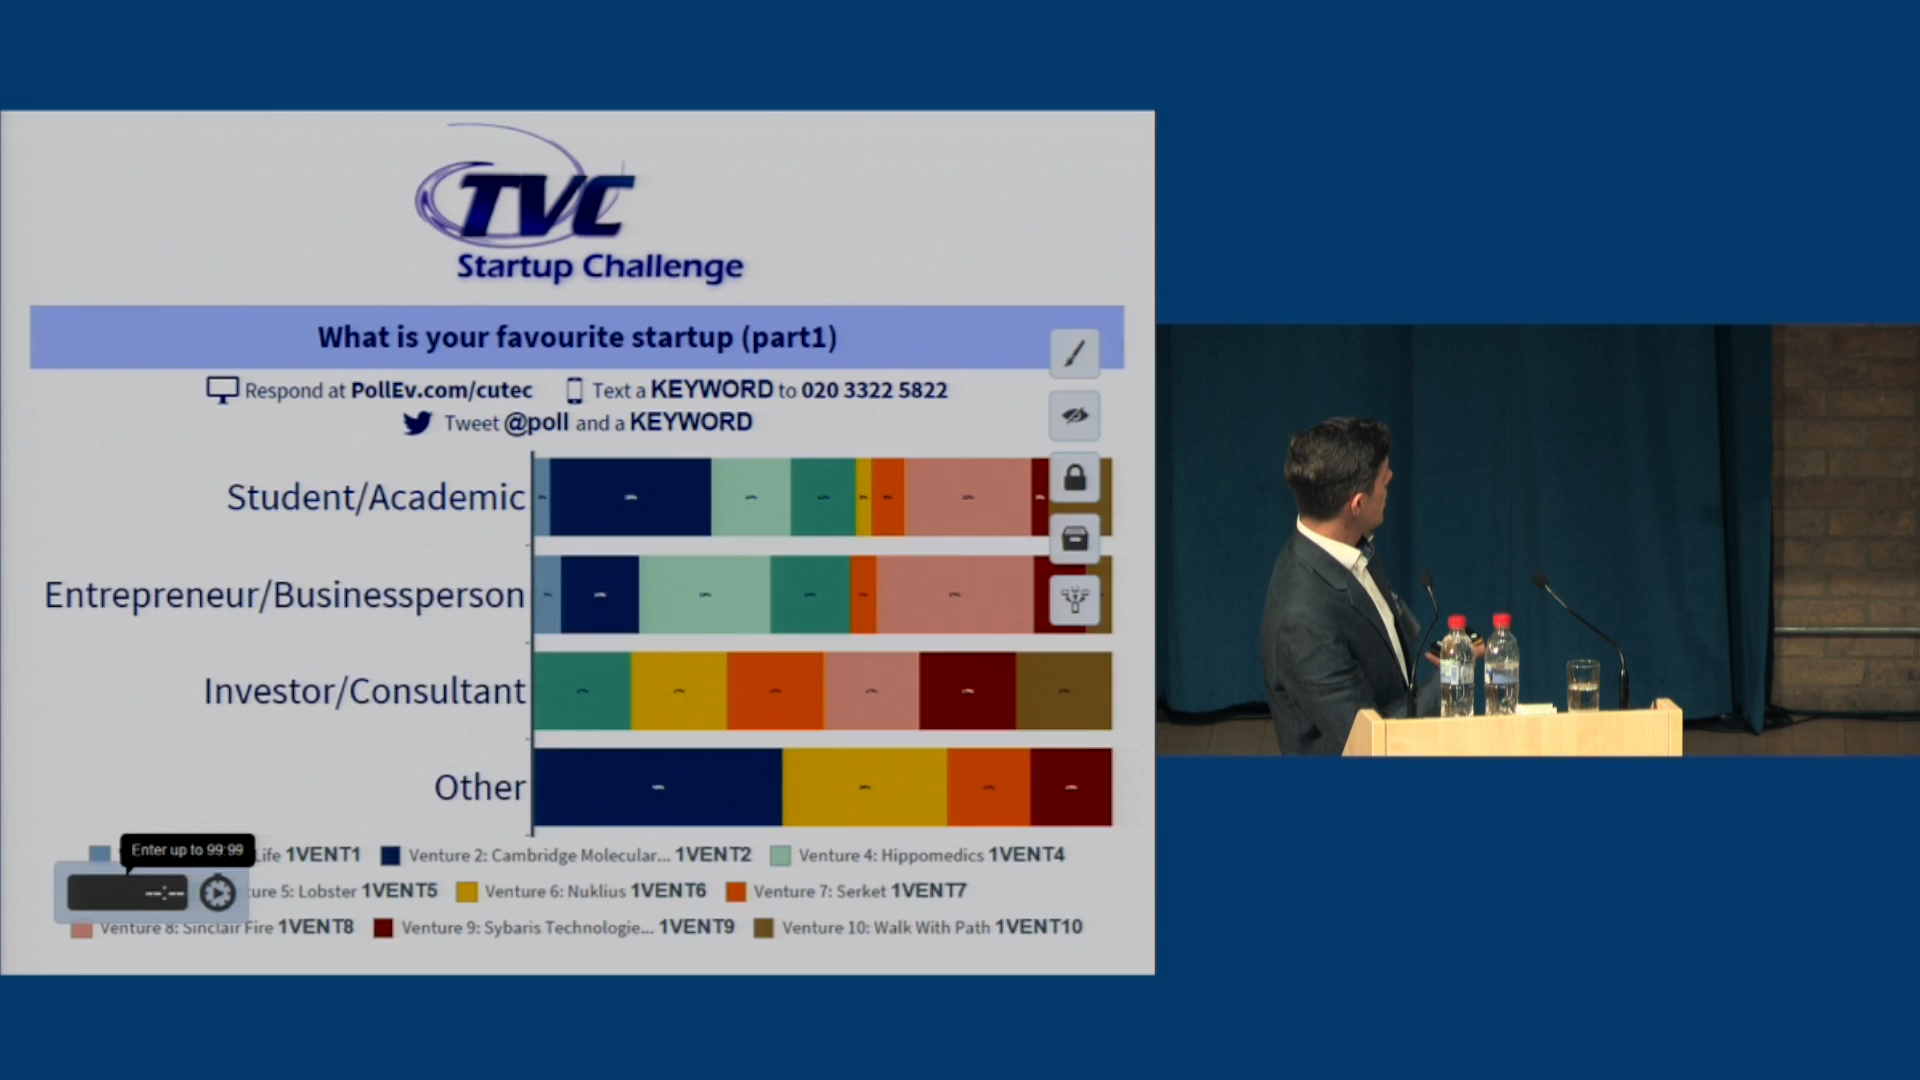 TVC
Startup Challenge
What is your favourite startup (part1)
Respond at PollEv.com/cutec Text a KEYWORD to 020 3322 5822
Tweet @poll and a KEYWORD
Student/Academic
Entrepreneur/Businessperson
Investor/Consultant
Other
Enter up to 99:99
Life 1VENT1 Venture 2: Cambridge Molecular... 1VENT2 Venture 4: Hippomedics 1VENT4
--:-- ture 5: Lobster 1VENT5 Venture 6: Nuklius 1VENT6 Venture 7: Serket 1VENT7
Venture 8: Sinclair Fire 1VENT8 Venture 9: Sybaris Technologie... 1VENT9 Venture 10: Walk With Path 1VENT10